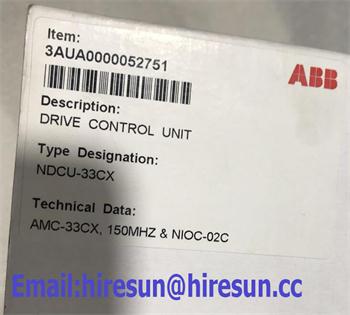 Item:
3AUA0000052751
ABB
Description:
DRIVE CONTROL UNIT
Type Designation:
NDCU-33CX
Technical Data:
AMC-33CX, 150MHZ & NIOC-02C
Email:hiresun@hiresun.cc